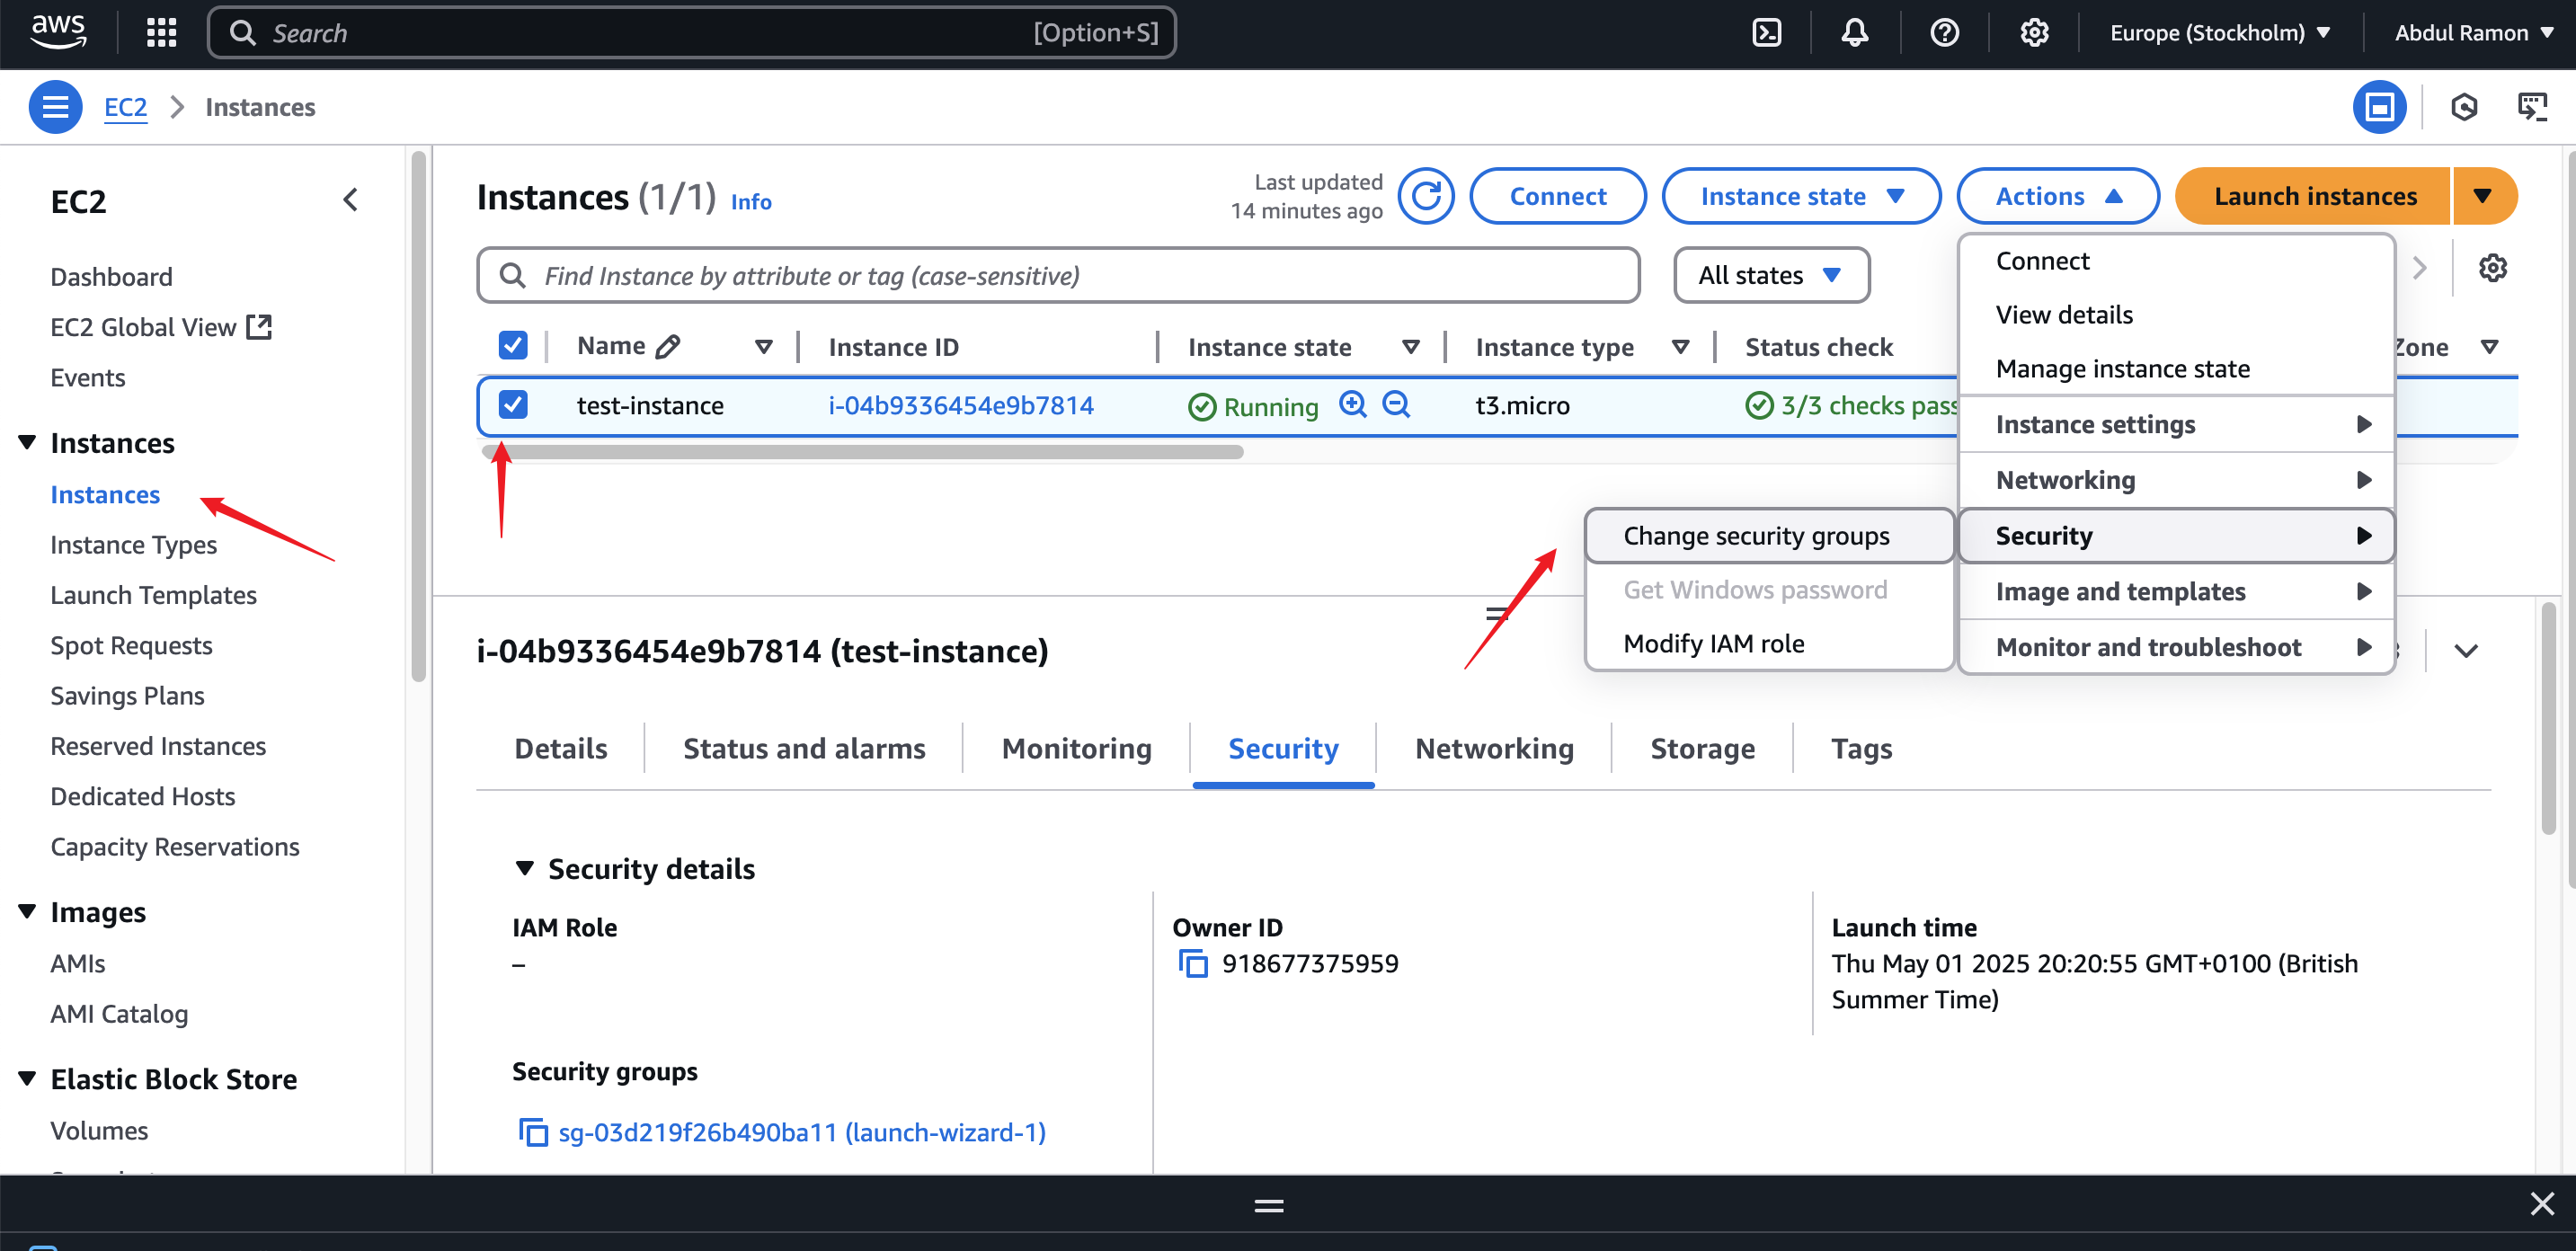 aws
Search
[Option+S]
Europe (Stockholm)
Abdul Ramon
EC2
Instances
EC2
Dashboard
EC2 Global View
Events
Instances
Instances
Instance Types
Launch Templates
Spot Requests
Savings Plans
Reserved Instances
Dedicated Hosts
Capacity Reservations
Images
AMIs
AMI Catalog
Elastic Block Store
Volumes
Instances (1/1) Info
Last updated
14 minutes ago
Connect
Instance state
Actions
Launch instances
Find Instance by attribute or tag (case-sensitive)
All states
Name
Instance ID
Instance state
Instance type
Status check
Zone
test-instance
i-04b9336454e9b7814
Running
t3.micro
3/3 checks pass
Connect
View details
Manage instance state
Instance settings
Networking
Security
Image and templates
Monitor and troubleshoot
Change security groups
Get Windows password
Modify IAM role
i-04b9336454e9b7814 (test-instance)
Details
Status and alarms
Monitoring
Security
Networking
Storage
Tags
Security details
IAM Role
–
Owner ID
918677375959
Launch time
Thu May 01 2025 20:20:55 GMT+0100 (British
Summer Time)
Security groups
sg-03d219f26b490ba11 (launch-wizard-1)